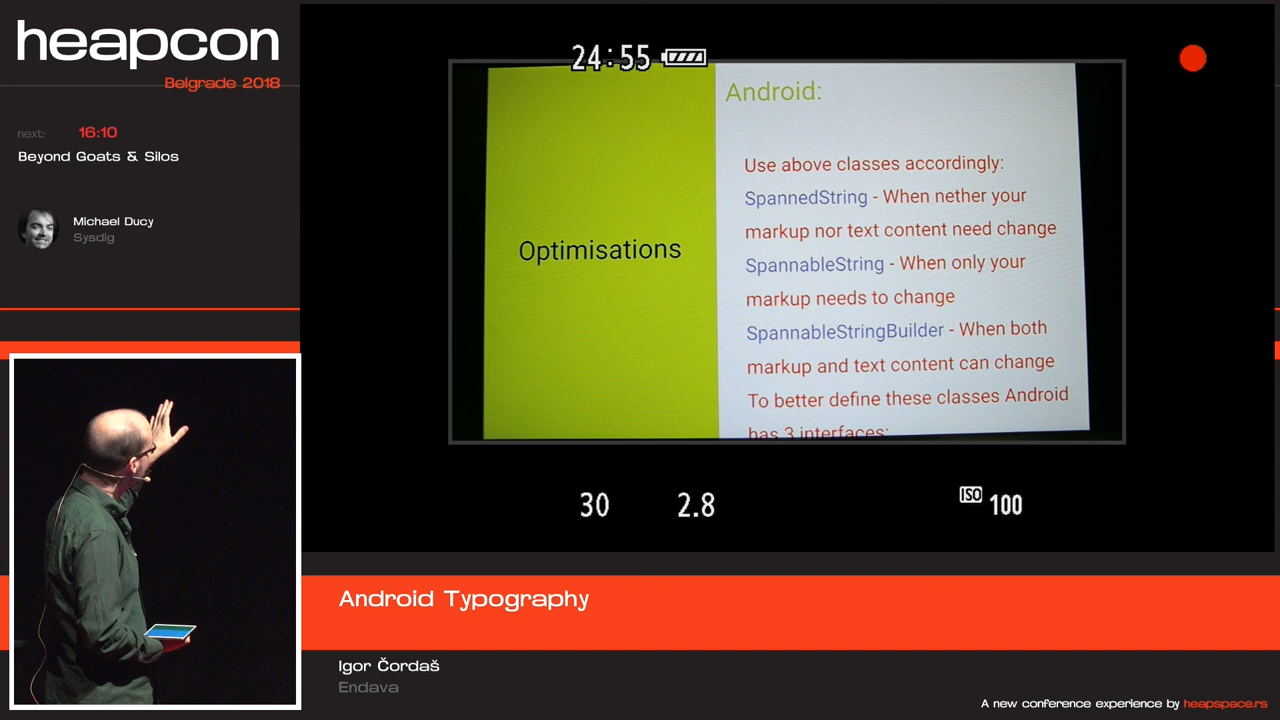 heapcon
Belgrade 2018
next: 16:10
Beyond Goats & Silos
Michael Ducy
Sysdig
24:55
Optimisations
Android:
Use above classes accordingly:
SpannedString - When nether your
markup nor text content need change
SpannableString - When only your
markup needs to change
SpannableStringBuilder - When both
markup and text content can change
To better define these classes Android
has 3 interfaces:
30 2.8 ISO 100
Android Typography
Igor Čordaš
Endava
A new conference experience by heapspace.rs